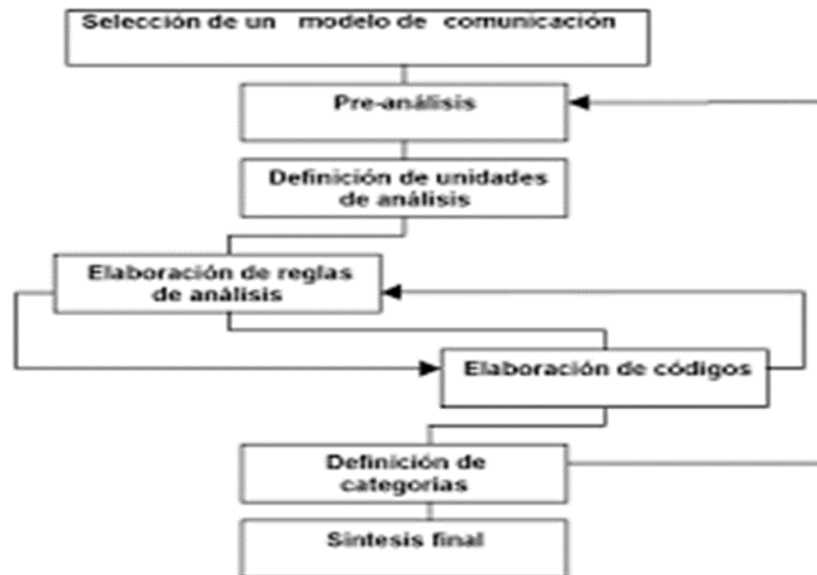 Selección de un modelo de comunicación
Pre-análisis
Definición de unidades
de análisis
Elaboración de reglas
de análisis
Elaboración de códigos
Definición de
categorías
Síntesis final